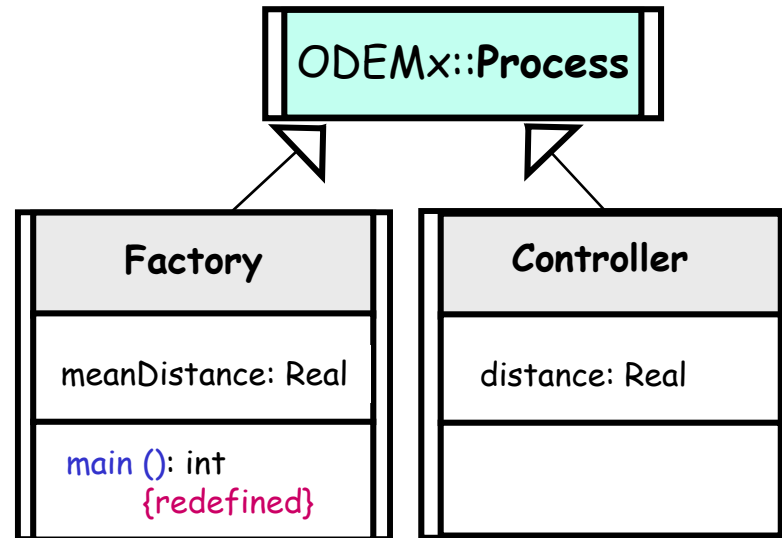 ODEMx::Process
Factory
meanDistance: Real
main (): int
{redefined}
Controller
distance: Real